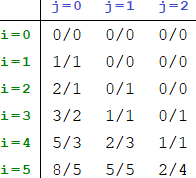 j=0 j=1 j=2
i=0 0/0 0/0 0/0
i=1 1/1 0/0 0/0
i=2 2/1 0/1 0/0
i=3 3/2 1/1 0/1
i=4 5/3 2/3 1/1
i=5 8/5 5/5 2/4